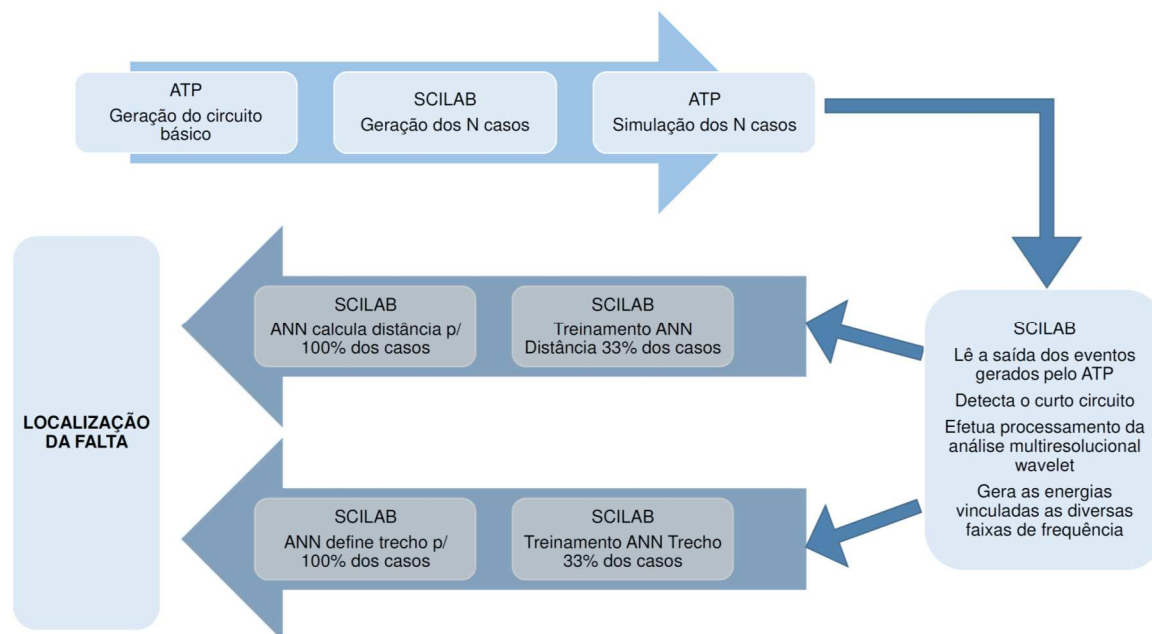 ATP
Geração do circuito
básico
SCILAB
Geração dos N casos
ATP
Simulação dos N casos
SCILAB
Lê a saída dos eventos
gerados pelo ATP
Detecta o curto circuito
Efetua processamento da
análise multiresolucional
wavelet
Gera as energias
vinculadas as diversas
faixas de frequência
SCILAB
Treinamento ANN
Distância 33% dos casos
SCILAB
ANN calcula distância p/
100% dos casos
SCILAB
Treinamento ANN Trecho
33% dos casos
SCILAB
ANN define trecho p/
100% dos casos
LOCALIZAÇÃO
DA FALTA